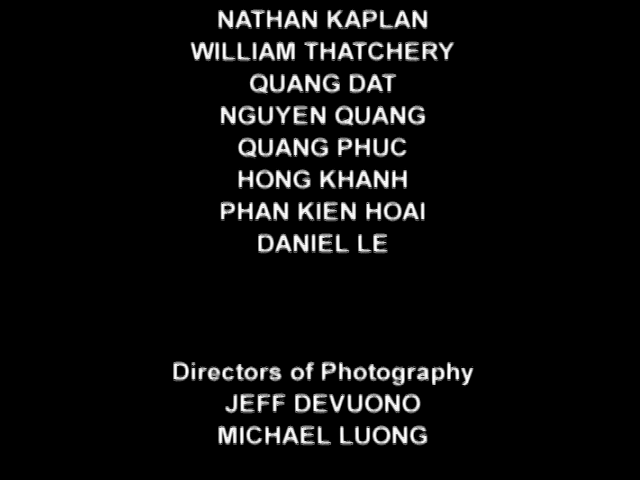 NATHAN KAPLAN
WILLIAM THATCHERY
QUANG DAT
NGUYEN QUANG
QUANG PHUC
HONG KHANH
PHAN KIEN HOAI
DANIEL LE
Directors of Photography
JEFF DEVUONO
MICHAEL LUONG